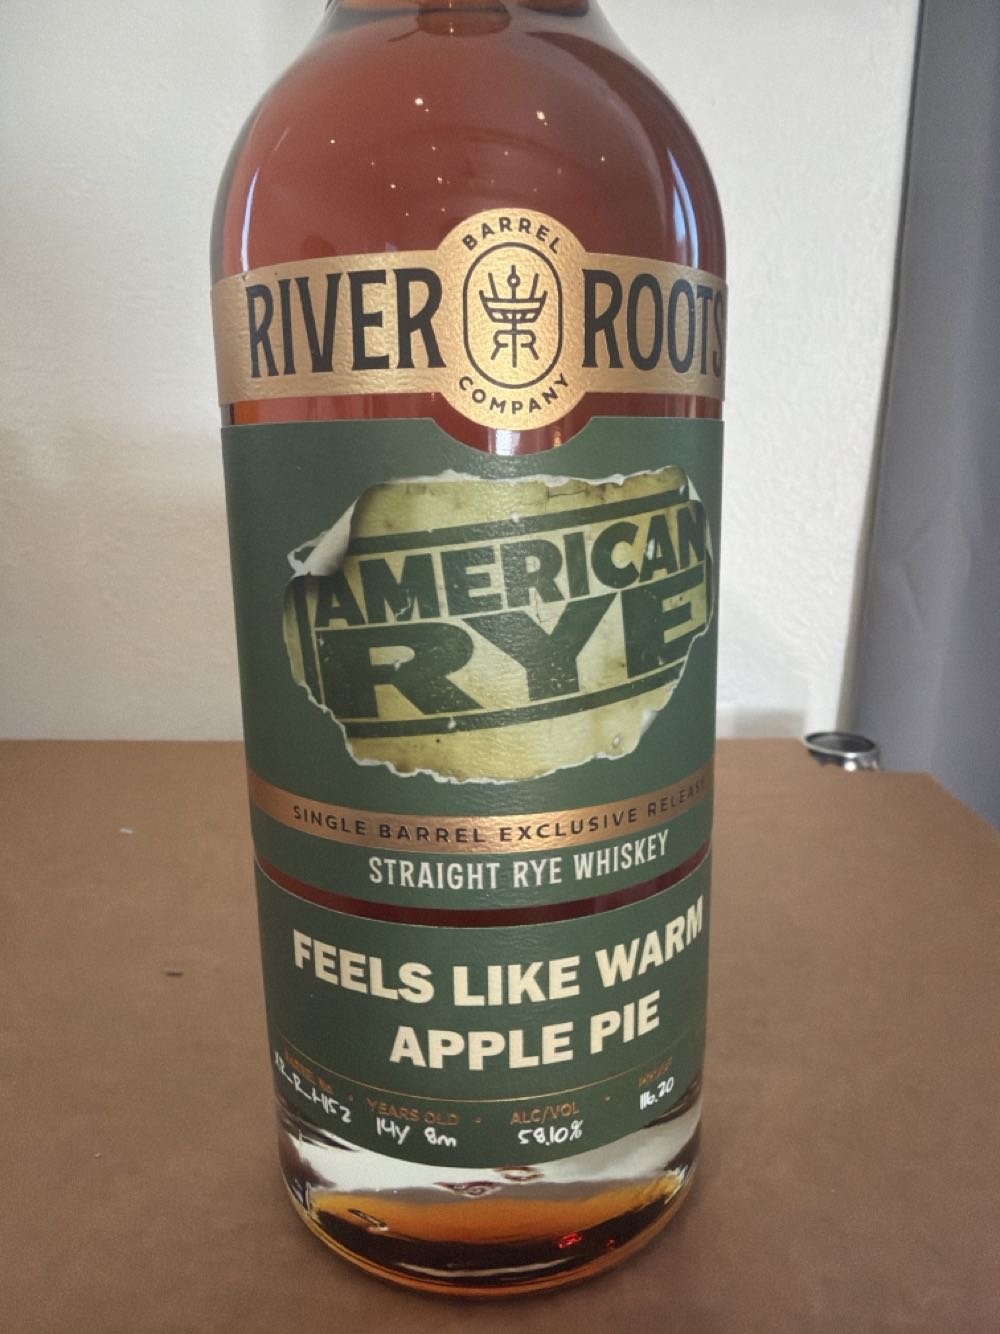 BARREL
RIVER ROOTS
RR
COMPANY
AMERICAN
RYE
SINGLE BARREL EXCLUSIVE RELEASE
STRAIGHT RYE WHISKEY
FEELS LIKE WARM
APPLE PIE
YEARS OLD · ALC/VOL
14Y 8m 58.10% 116.20